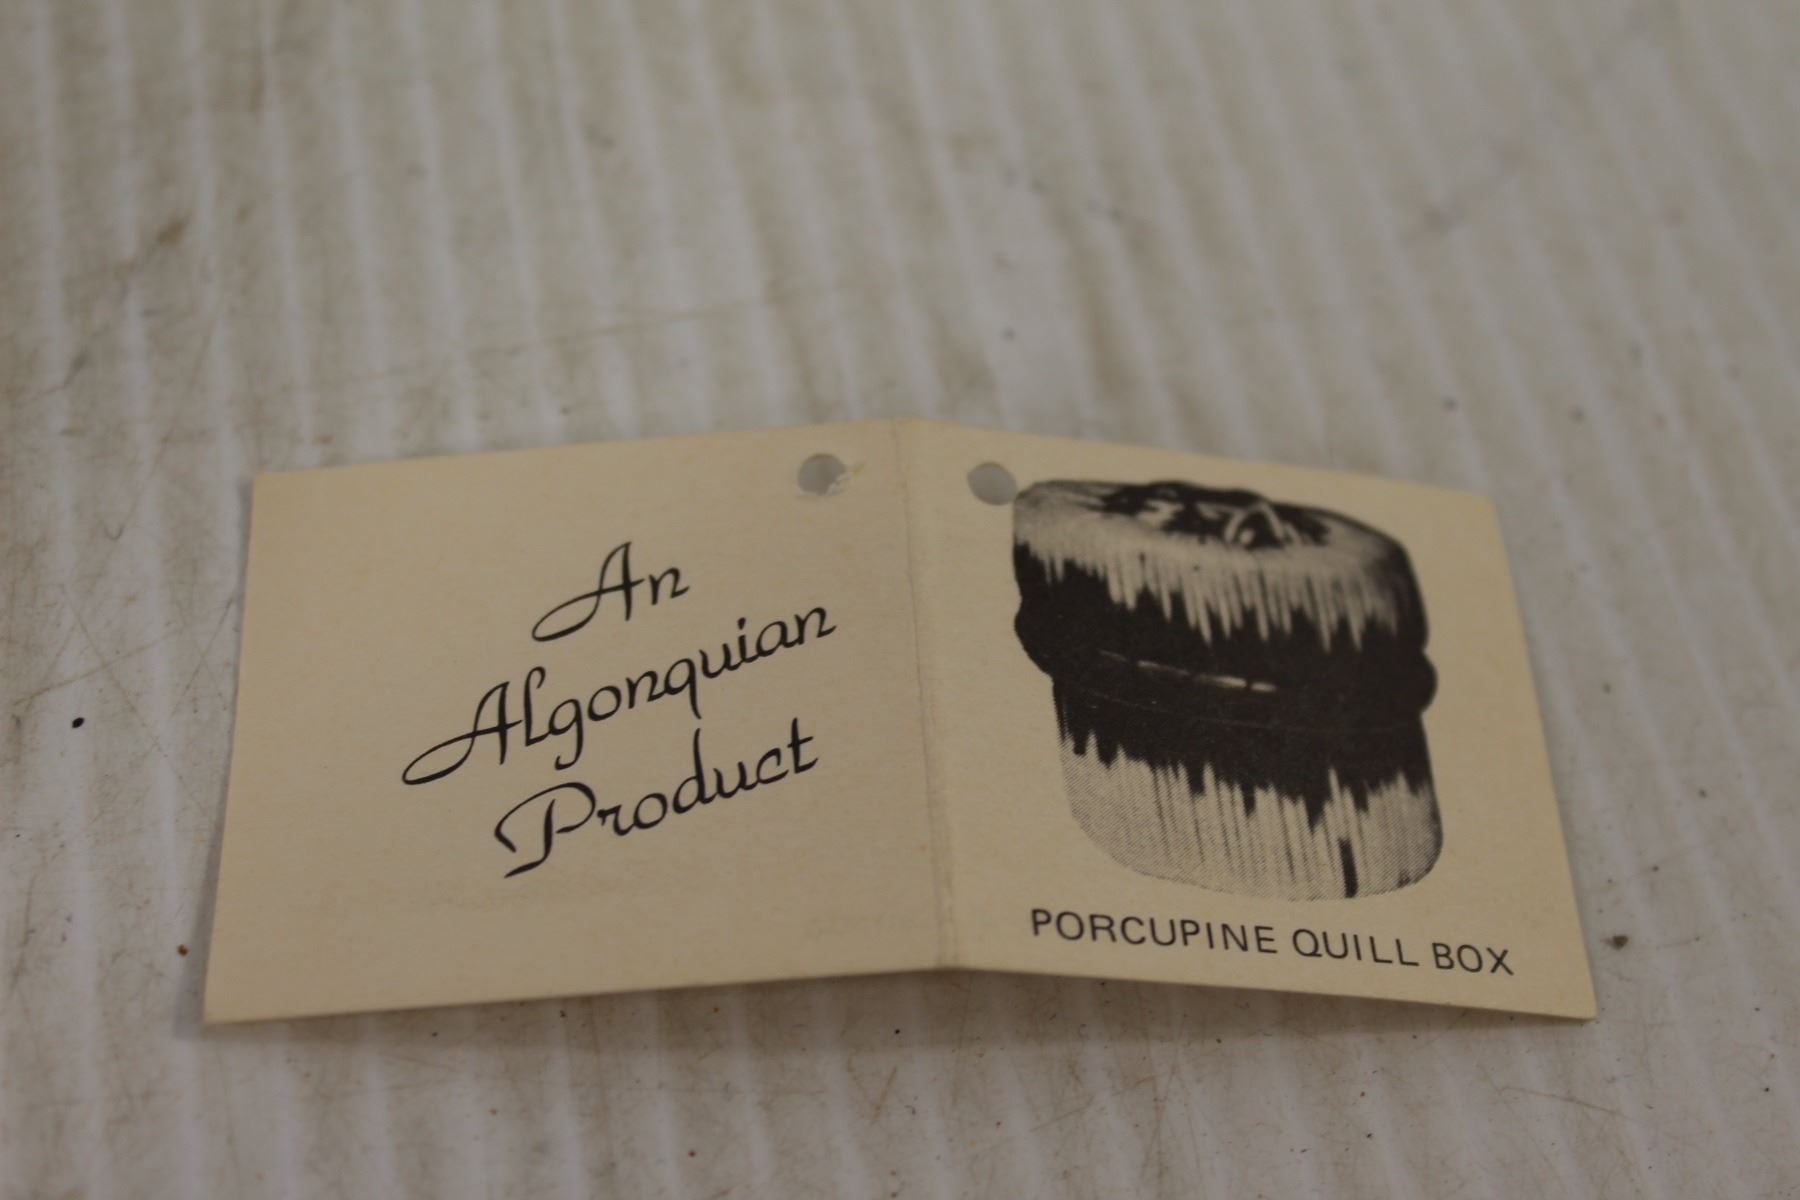 An
Algonquian
Product
PORCUPINE QUILL BOX